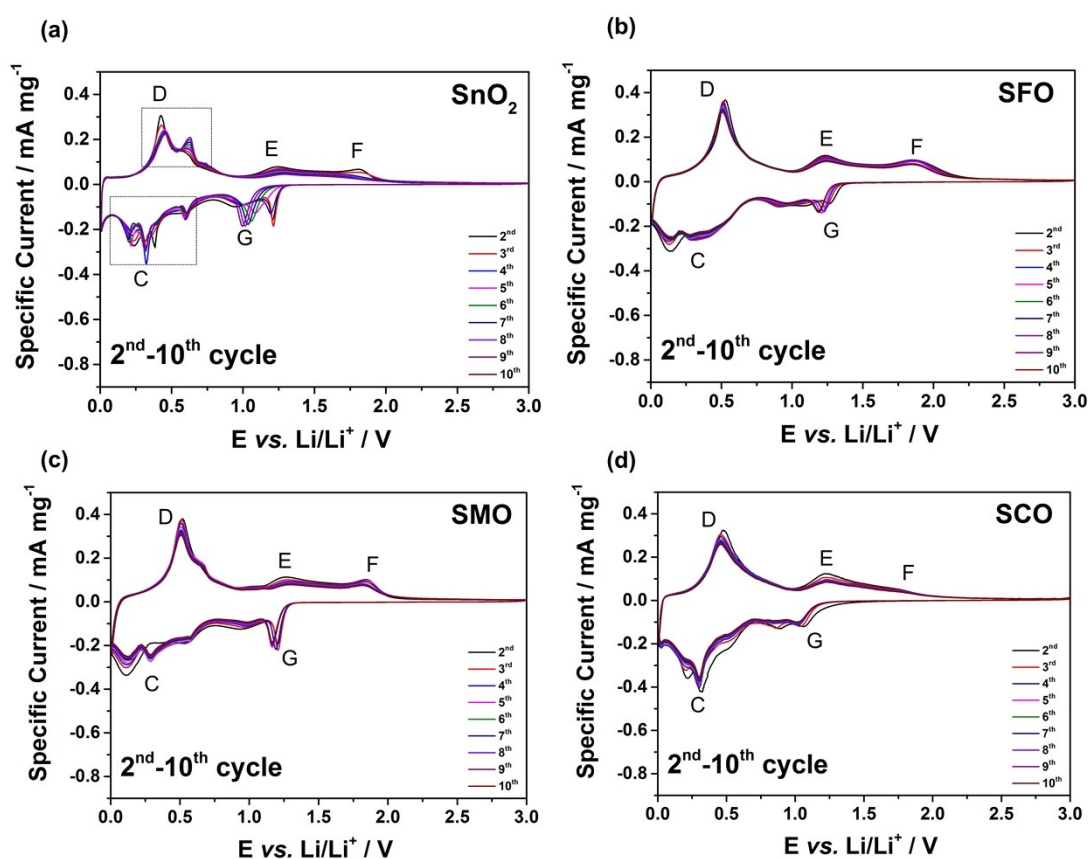 (a)
SnO₂
D
E
F
G
C
2ⁿᵈ-10ᵗʰ cycle
2ⁿᵈ
3ʳᵈ
4ᵗʰ
5ᵗʰ
6ᵗʰ
7ᵗʰ
8ᵗʰ
9ᵗʰ
10ᵗʰ
Specific Current / mA mg⁻¹
0.4
0.2
0.0
-0.2
-0.4
-0.6
-0.8
0.0 0.5 1.0 1.5 2.0 2.5 3.0
E vs. Li/Li⁺ / V
(b)
SFO
D
E
F
G
C
2ⁿᵈ-10ᵗʰ cycle
2ⁿᵈ
3ʳᵈ
4ᵗʰ
5ᵗʰ
6ᵗʰ
7ᵗʰ
8ᵗʰ
9ᵗʰ
10ᵗʰ
Specific Current / mA mg⁻¹
0.4
0.2
0.0
-0.2
-0.4
-0.6
-0.8
0.0 0.5 1.0 1.5 2.0 2.5 3.0
E vs. Li/Li⁺ / V
(c)
SMO
D
E
F
G
C
2ⁿᵈ-10ᵗʰ cycle
2ⁿᵈ
3ʳᵈ
4ᵗʰ
5ᵗʰ
6ᵗʰ
7ᵗʰ
8ᵗʰ
9ᵗʰ
10ᵗʰ
Specific Current / mA mg⁻¹
0.4
0.2
0.0
-0.2
-0.4
-0.6
-0.8
0.0 0.5 1.0 1.5 2.0 2.5 3.0
E vs. Li/Li⁺ / V
(d)
SCO
D
E
F
G
C
2ⁿᵈ-10ᵗʰ cycle
2ⁿᵈ
3ʳᵈ
4ᵗʰ
5ᵗʰ
6ᵗʰ
7ᵗʰ
8ᵗʰ
9ᵗʰ
10ᵗʰ
Specific Current / mA mg⁻¹
0.4
0.2
0.0
-0.2
-0.4
-0.6
-0.8
0.0 0.5 1.0 1.5 2.0 2.5 3.0
E vs. Li/Li⁺ / V